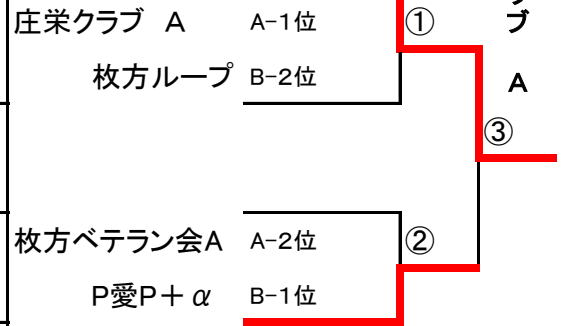 庄栄クラブ A A-1位 ①
枚方ループ B-2位
③
枚方ベテラン会A A-2位 ②
P愛P+α B-1位
ブ
A